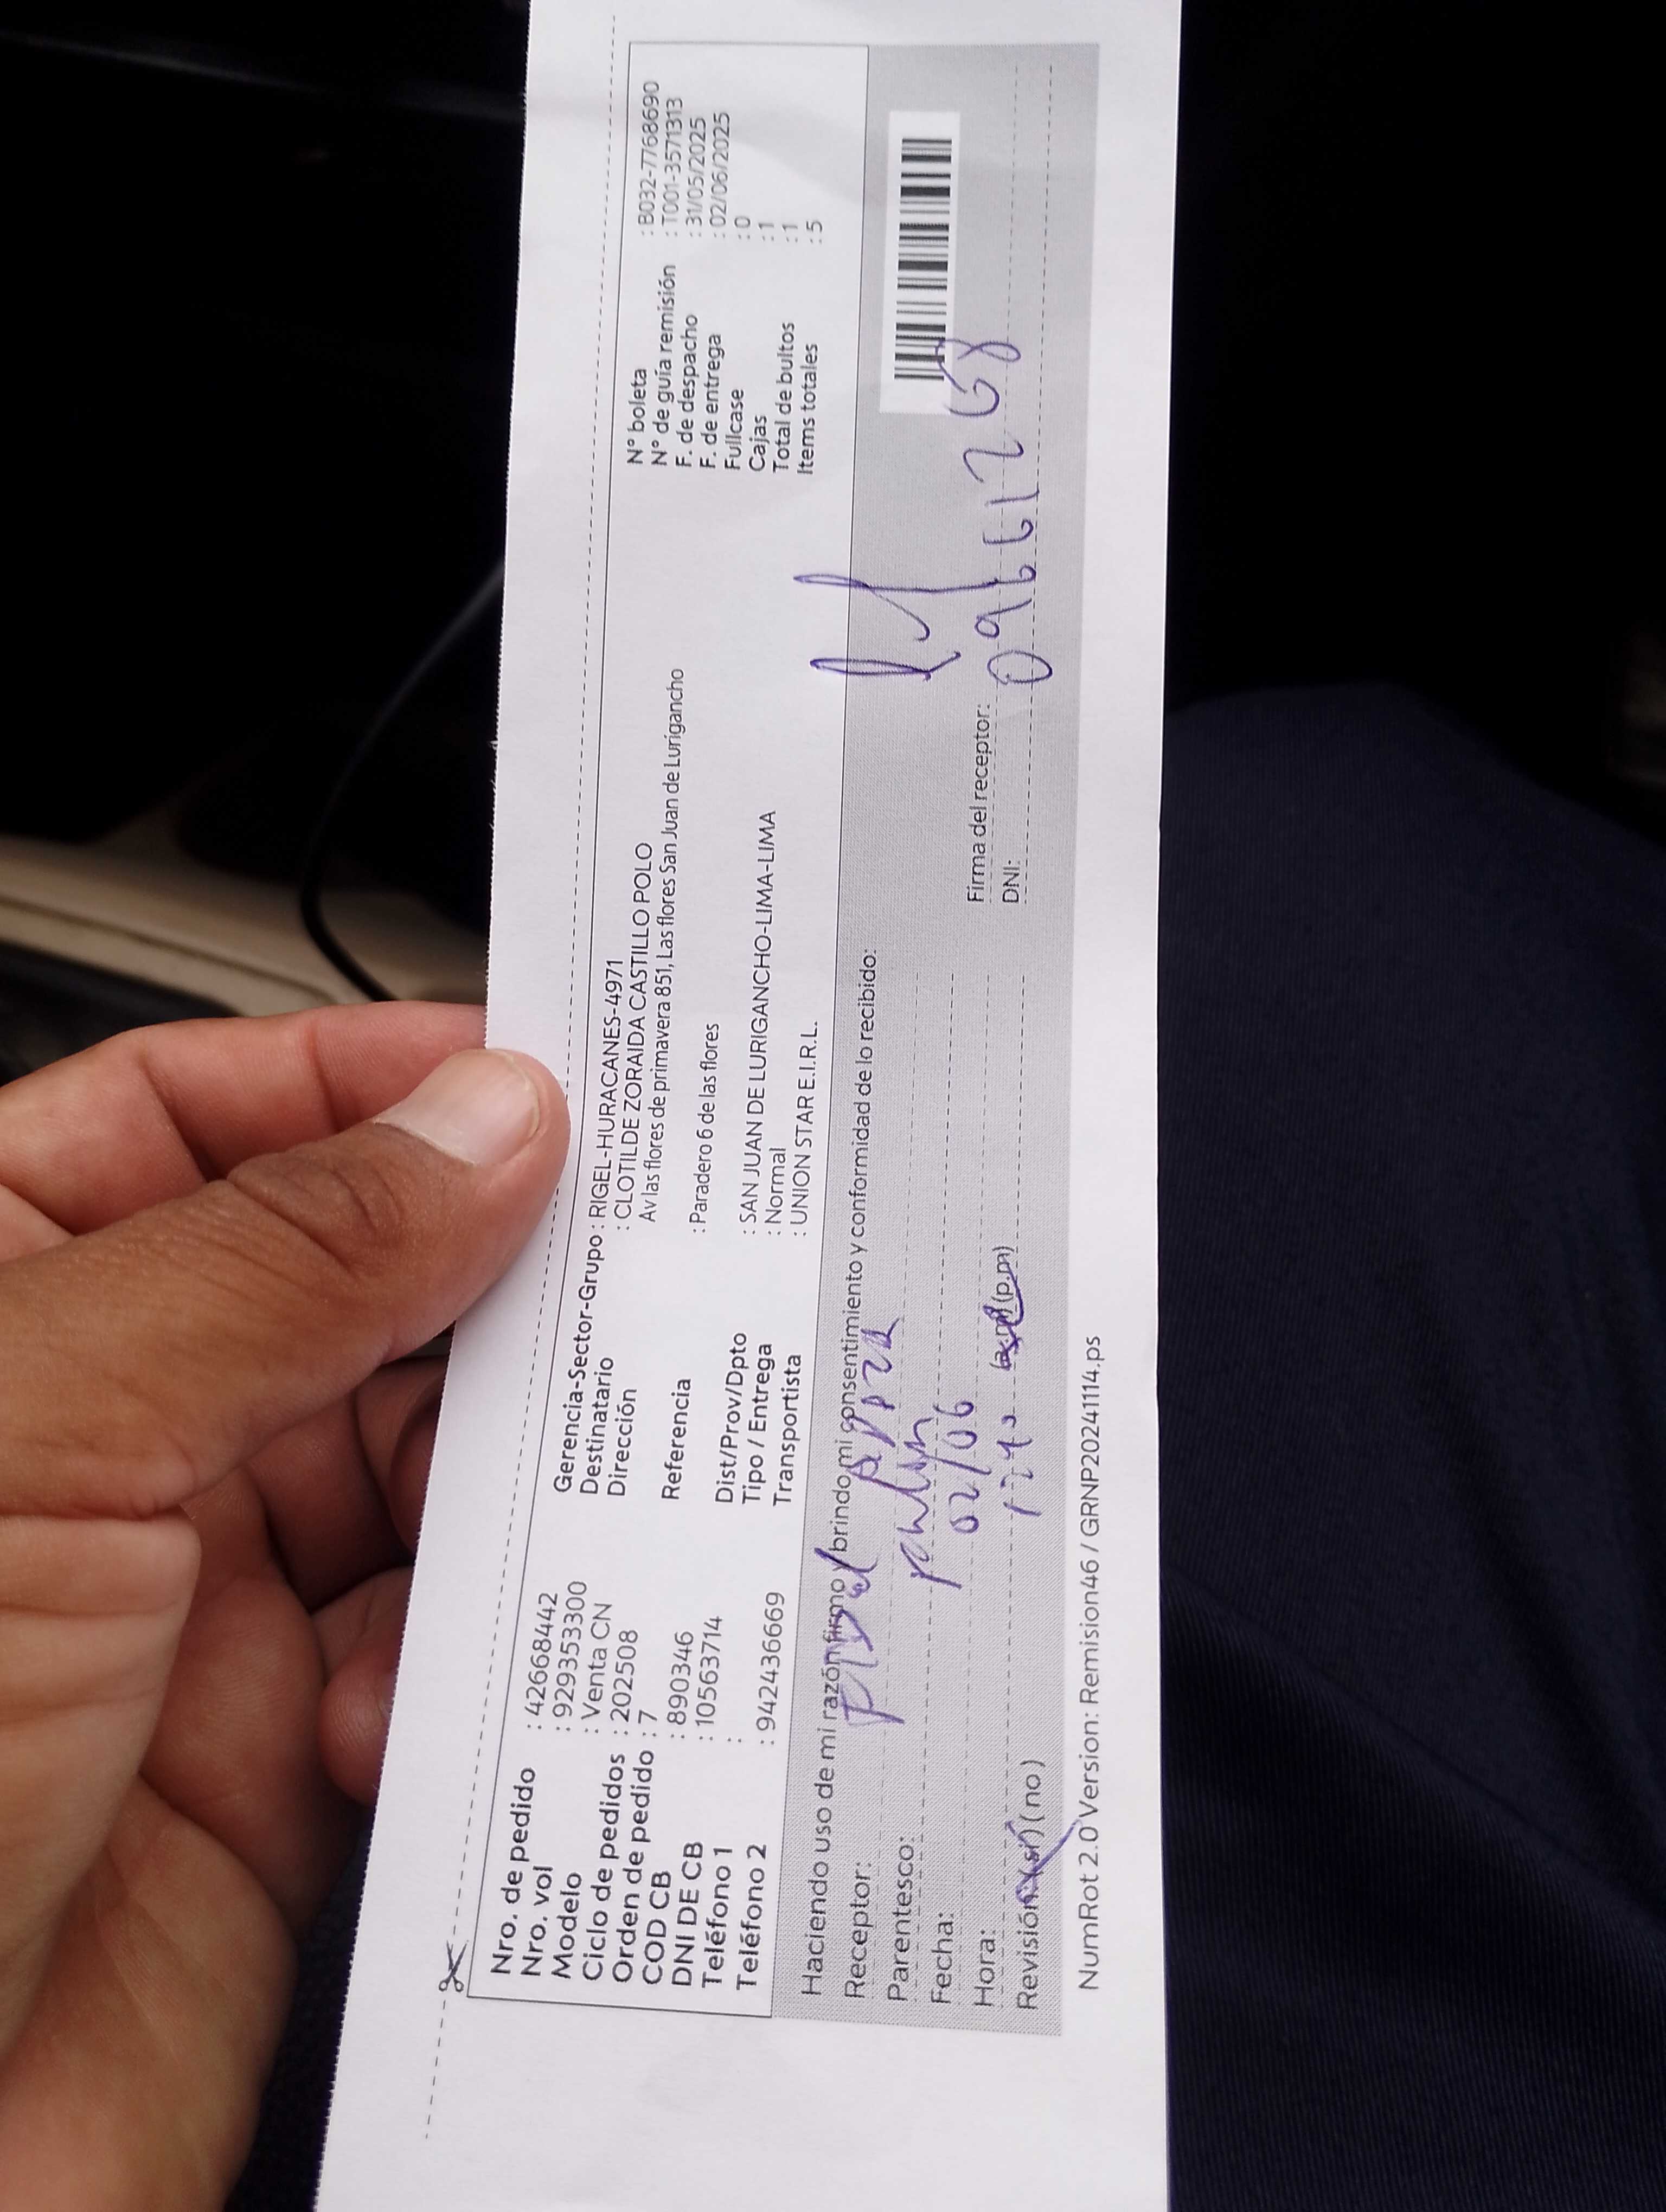 Nro. de pedido : 426668442
Nro. vol : 929353300
Modelo : Venta CN
Ciclo de pedidos : 202508
Orden de pedido : 7
COD CB : 890346
DNI DE CB : 10563714
Teléfono 1 :
Teléfono 2 : 942436669
Gerencia-Sector-Grupo : RIGEL-HURACANES-4971
Destinatario : CLOTILDE ZORAIDA CASTILLO POLO
Dirección Av las flores de primavera 851, Las flores San Juan de Lurigancho
Referencia : Paradero 6 de las flores
Dist/Prov/Dpto : SAN JUAN DE LURIGANCHO-LIMA-LIMA
Tipo / Entrega : Normal
Transportista : UNION STAR E.I.R.L.
N° boleta : B032-7768690
N° de guía remisión : T001-3571313
F. de despacho : 31/05/2025
F. de entrega : 02/06/2025
Fullcase : 0
Cajas : 1
Total de bultos : 1
Items totales : 5
Haciendo uso de mi razón firmo y brindo mi consentimiento y conformidad de lo recibido:
Receptor:
Parentesco:
Fecha: 02/06
Hora: 1:40 (a.m) (p.m)
Revisión: (si) (no)
Firma del receptor:
DNI: 09661268
NumRot 2.0 Version: Remision46 / GRNP20241114.ps